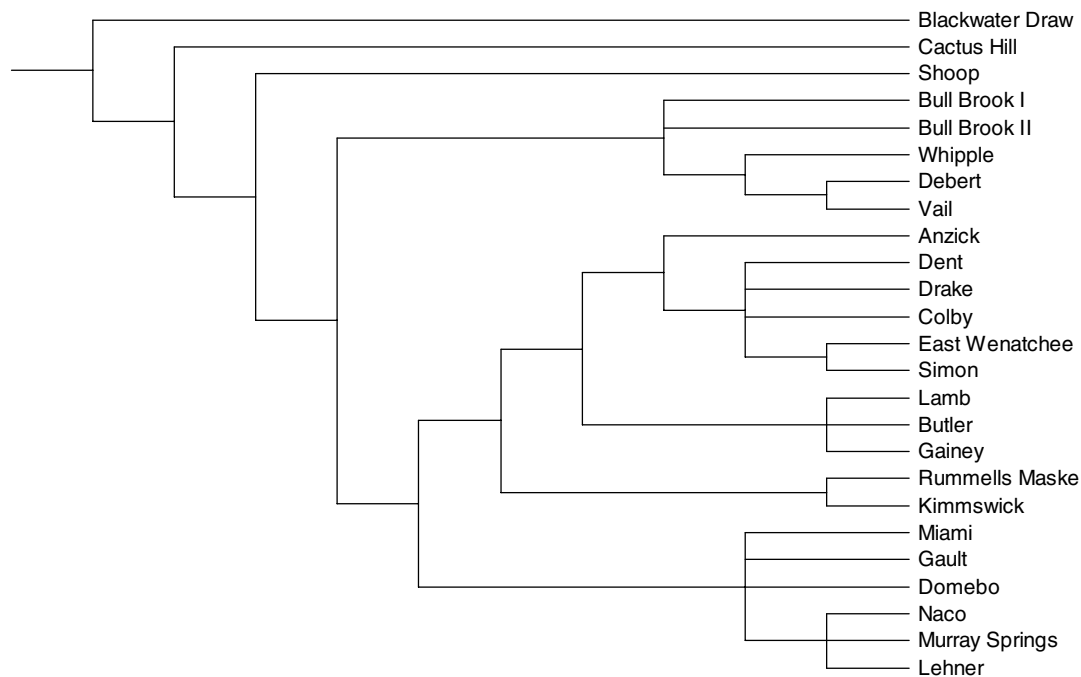 Blackwater Draw
Cactus Hill
Shoop
Bull Brook I
Bull Brook II
Whipple
Debert
Vail
Anzick
Dent
Drake
Colby
East Wenatchee
Simon
Lamb
Butler
Gainey
Rummells Maske
Kimmswick
Miami
Gault
Domebo
Naco
Murray Springs
Lehner